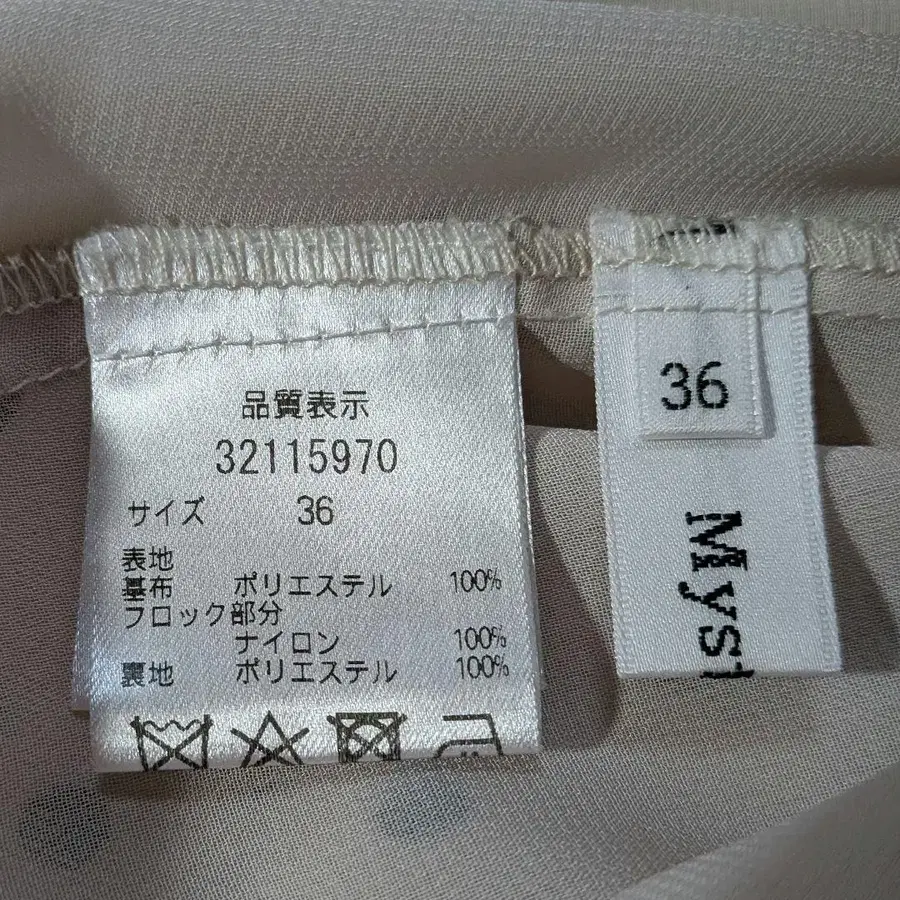 品質表示
32115970
サイズ 36
表地
基布 ポリエステル 100%
フロック部分
ナイロン 100%
裏地 ポリエステル 100%
36
Myst